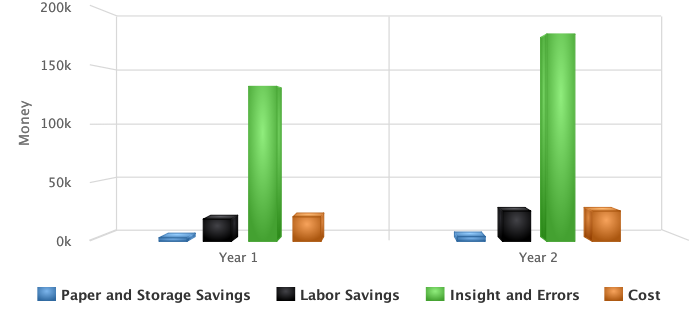 200k
150k
100k
50k
0k
Money
Year 1 Year 2
Paper and Storage Savings Labor Savings Insight and Errors Cost